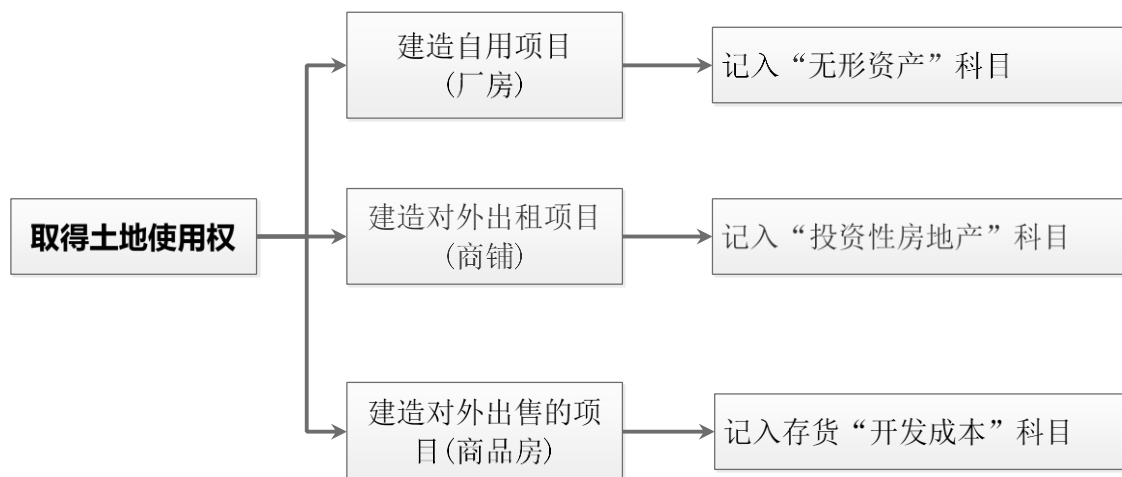 建造自用项目
(厂房)
记入“无形资产”科目
取得土地使用权
建造对外出租项目
(商铺)
记入“投资性房地产”科目
建造对外出售的项
目(商品房)
记入存货“开发成本”科目